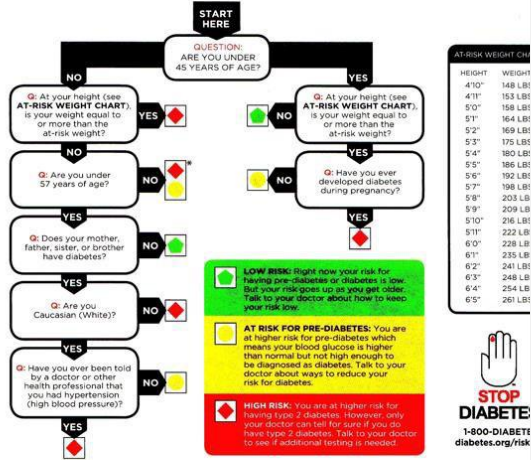 START
HERE
QUESTION:
ARE YOU UNDER
45 YEARS OF AGE?
NO
YES
Q: At your height (see
AT-RISK WEIGHT CHART),
is your weight equal to
or more than the
at-risk weight?
YES
NO
Q: Are you under
57 years of age?
NO
*
YES
Q: Does your mother,
father, sister, or brother
have diabetes?
NO
YES
Q: Are you
Caucasian (White)?
NO
YES
Q: Have you ever been told
by a doctor or other
health professional that
you had hypertension
(high blood pressure)?
NO
YES
Q: At your height (see
AT-RISK WEIGHT CHART),
is your weight equal to
or more than the
at-risk weight?
NO
YES
Q: Have you ever
developed diabetes
during pregnancy?
NO
YES
LOW RISK: Right now your risk for
having pre-diabetes or diabetes is low.
But your risk goes up as you get older.
Talk to your doctor about how to keep
your risk low.
AT RISK FOR PRE-DIABETES: You are
at higher risk for pre-diabetes which
means your blood glucose is higher
than normal but not high enough to
be diagnosed as diabetes. Talk to your
doctor about ways to reduce your
risk for diabetes.
HIGH RISK: You are at higher risk for
having type 2 diabetes. However, only
your doctor can tell for sure if you do
have type 2 diabetes. Talk to your doctor
to see if additional testing is needed.
AT-RISK WEIGHT CHA
HEIGHT WEIGHT
4'10" 148 LBS
4'11" 153 LBS
5'0" 158 LBS
5'1" 164 LBS
5'2" 169 LBS
5'3" 175 LBS
5'4" 180 LBS
5'5" 186 LBS
5'6" 192 LBS
5'7" 198 LBS
5'8" 203 LBS
5'9" 209 LBS
5'10" 216 LBS
5'11" 222 LBS
6'0" 228 LBS
6'1" 235 LBS
6'2" 241 LBS
6'3" 248 LBS
6'4" 254 LBS
6'5" 261 LBS
STOP
DIABETES
1-800-DIABETE
diabetes.org/risk